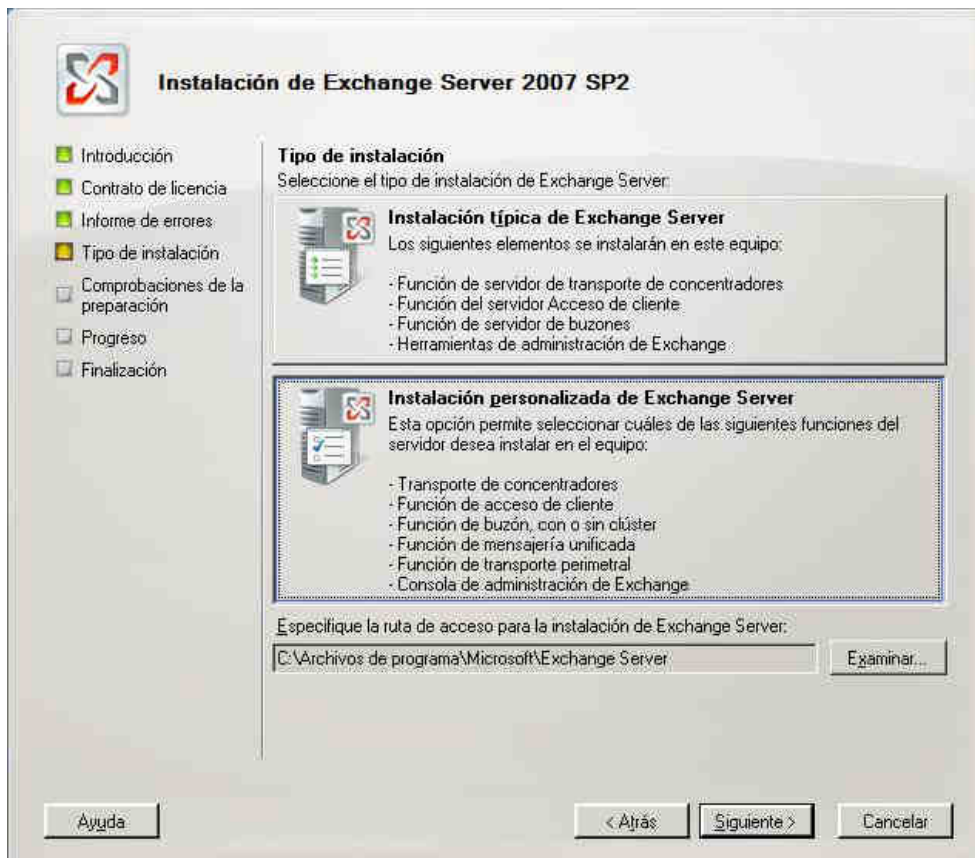 Instalación de Exchange Server 2007 SP2
Introducción
Contrato de licencia
Informe de errores
Tipo de instalación
Comprobaciones de la
preparación
Progreso
Finalización
Tipo de instalación
Seleccione el tipo de instalación de Exchange Server:
Instalación típica de Exchange Server
Los siguientes elementos se instalarán en este equipo:
- Función de servidor de transporte de concentradores
- Función del servidor Acceso de cliente
- Función de servidor de buzones
- Herramientas de administración de Exchange
Instalación personalizada de Exchange Server
Esta opción permite seleccionar cuáles de las siguientes funciones del
servidor desea instalar en el equipo:
- Transporte de concentradores
- Función de acceso de cliente
- Función de buzón, con o sin clúster
- Función de mensajería unificada
- Función de transporte perimetral
- Consola de administración de Exchange
Especifique la ruta de acceso para la instalación de Exchange Server:
C:\Archivos de programa\Microsoft\Exchange Server
Examinar...
Ayuda
< Atrás
Siguiente >
Cancelar